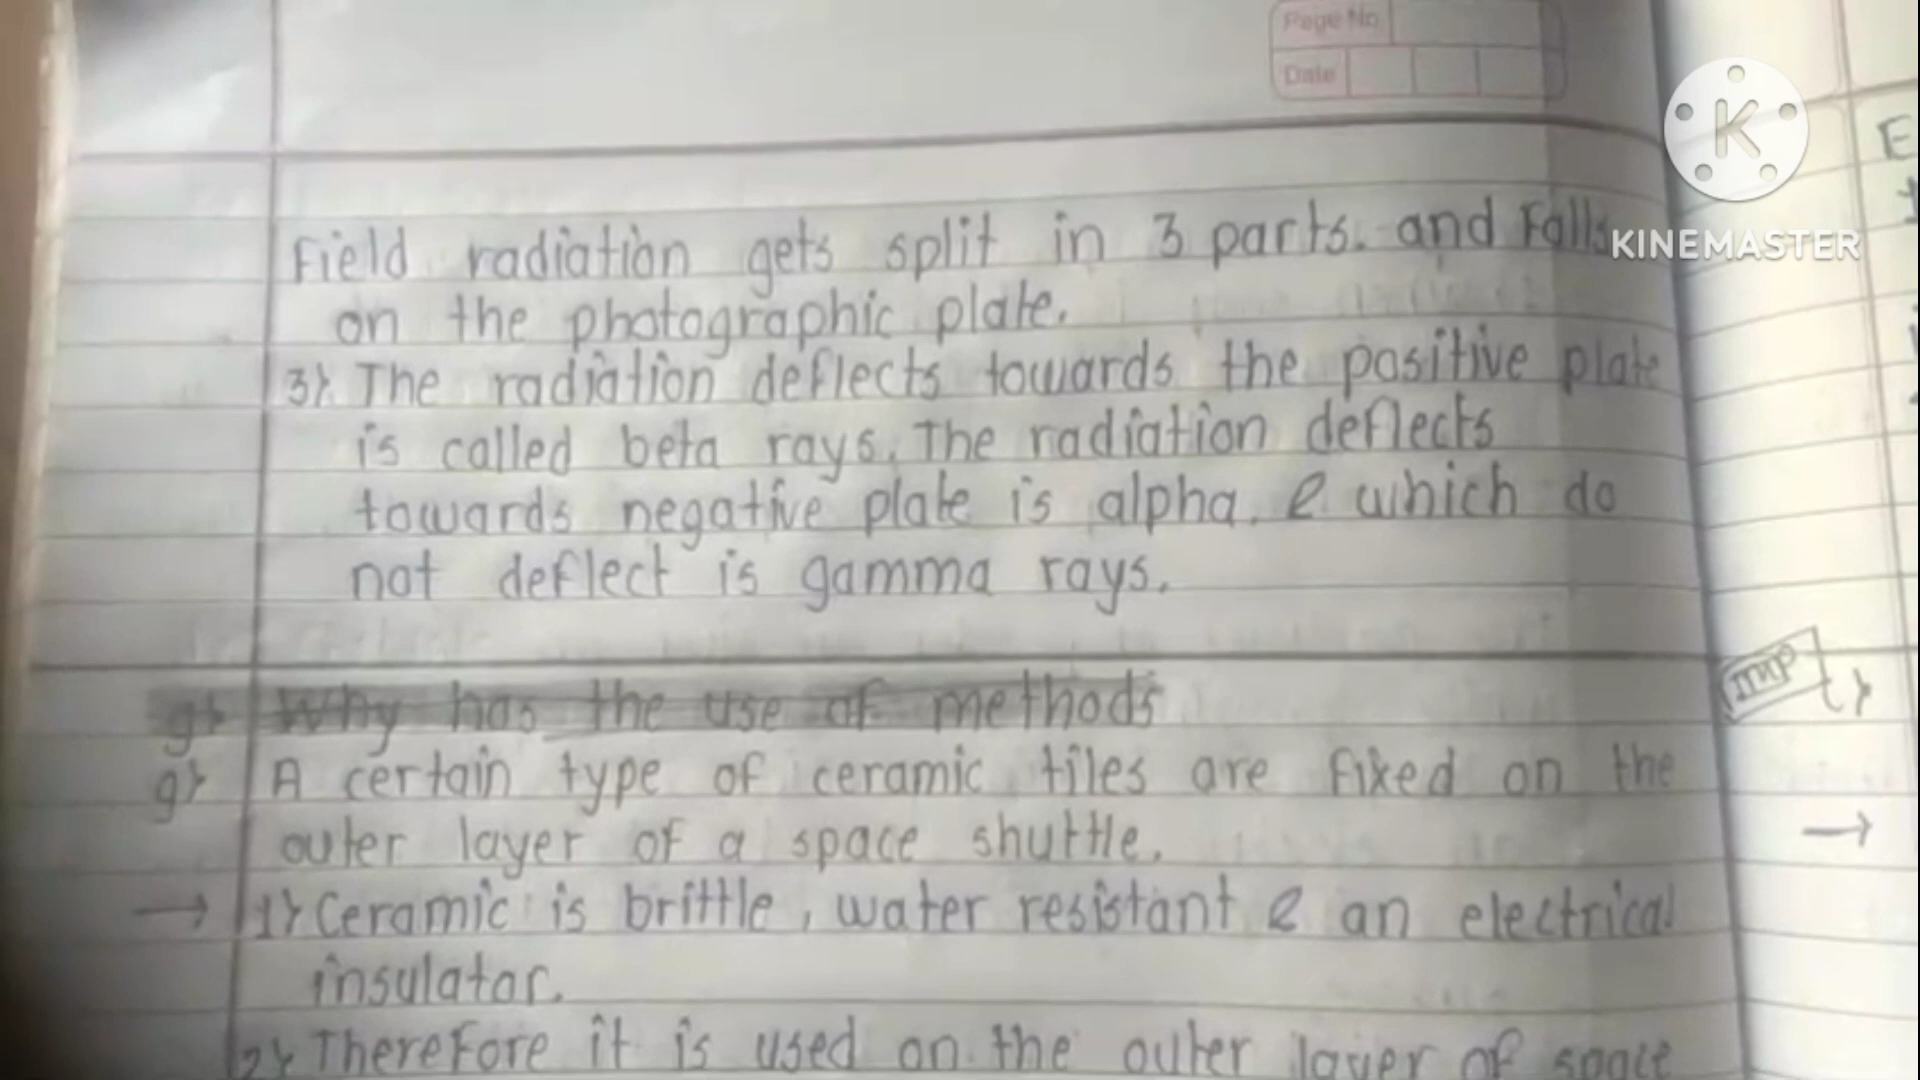 Page No
Date
KINEMASTER
Field radiation gets split in 3 parts. and Falls
on the photographic plate.
3} The radiation deflects towards the positive plate
is called beta rays. The radiation deflects
towards negative plate is alpha. & which do
not deflect is gamma rays.
g} Why has the use of methods
g} A certain type of ceramic tiles are fixed on the
outer layer of a space shuttle.
→ 1} Ceramic is brittle, water resistant & an electrical
insulator.
2} Therefore it is used on the outer layer of space
IMP